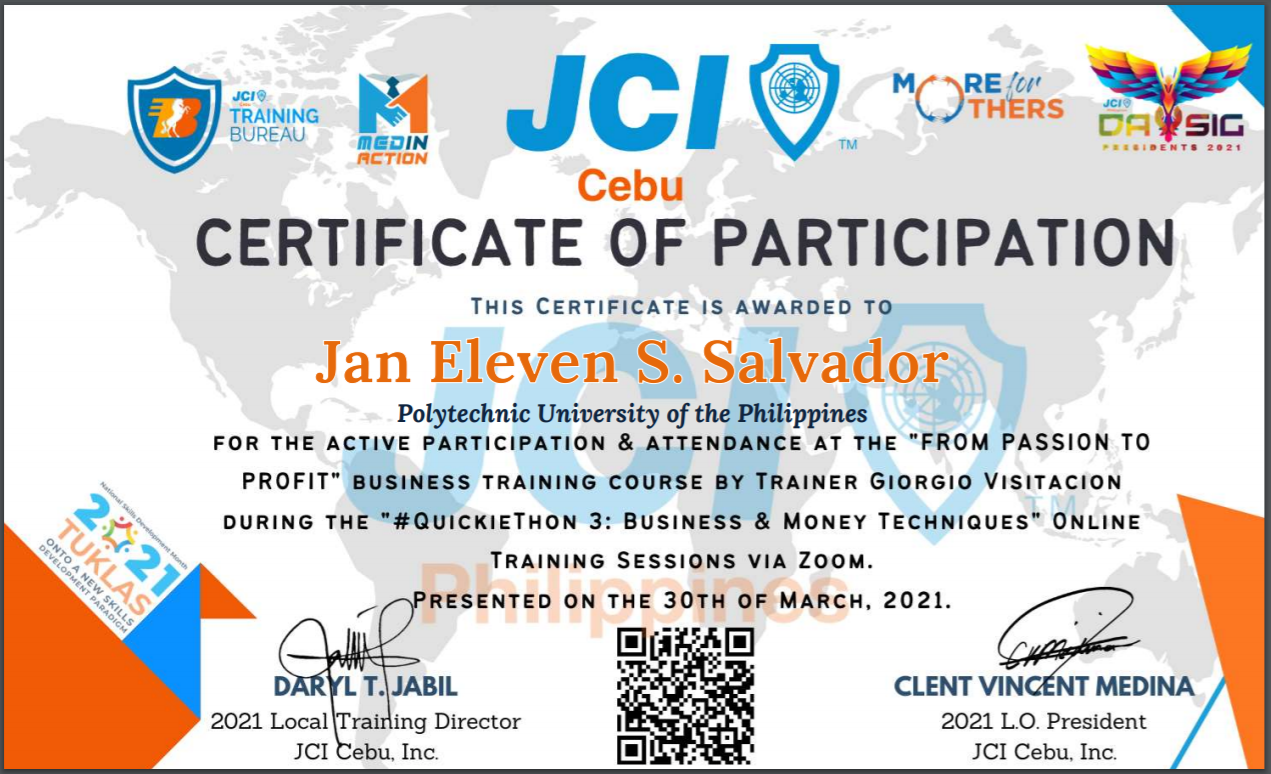 JCI
Cebu
TRAINING
BUREAU
MEDIN
ACTION
JCI
TM
Cebu
MORE for
OTHERS
JCI
DASIG
PRESIDENTS 2021
CERTIFICATE OF PARTICIPATION
THIS CERTIFICATE IS AWARDED TO
Jan Eleven S. Salvador
Polytechnic University of the Philippines
FOR THE ACTIVE PARTICIPATION & ATTENDANCE AT THE "FROM PASSION TO
PROFIT" BUSINESS TRAINING COURSE BY TRAINER GIORGIO VISITACION
DURING THE "#QUICKIETHON 3: BUSINESS & MONEY TECHNIQUES" ONLINE
TRAINING SESSIONS VIA ZOOM.
PRESENTED ON THE 30TH OF MARCH, 2021.
JCI
TM
Philippines
National Skills Development Month
2021
TUKLAS
ONTO A NEW SKILLS
DEVELOPMENT PARADIGM
DARYL T. JABIL
2021 Local Training Director
JCI Cebu, Inc.
CLENT VINCENT MEDINA
2021 L.O. President
JCI Cebu, Inc.